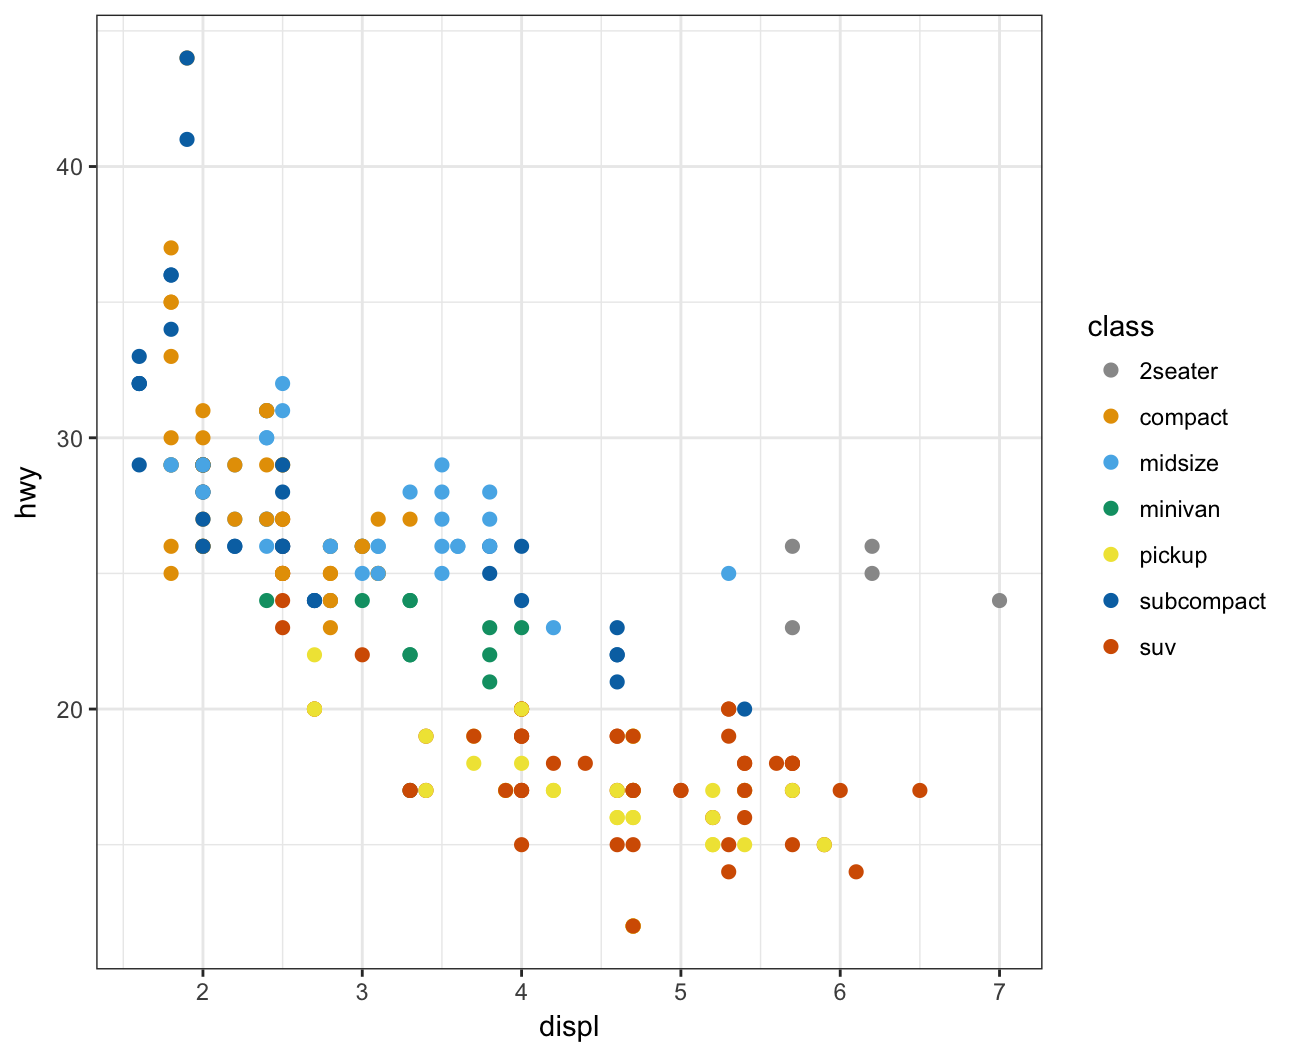 40
30
20
hwy
2 3 4 5 6 7
displ
class
2seater
compact
midsize
minivan
pickup
subcompact
suv